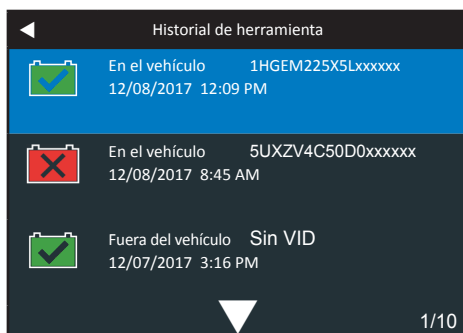 Historial de herramienta
En el vehículo 1HGEM225X5Lxxxxxx
12/08/2017 12:09 PM
En el vehículo 5UXZV4C50D0xxxxxx
12/08/2017 8:45 AM
Fuera del vehículo Sin VID
12/07/2017 3:16 PM
1/10